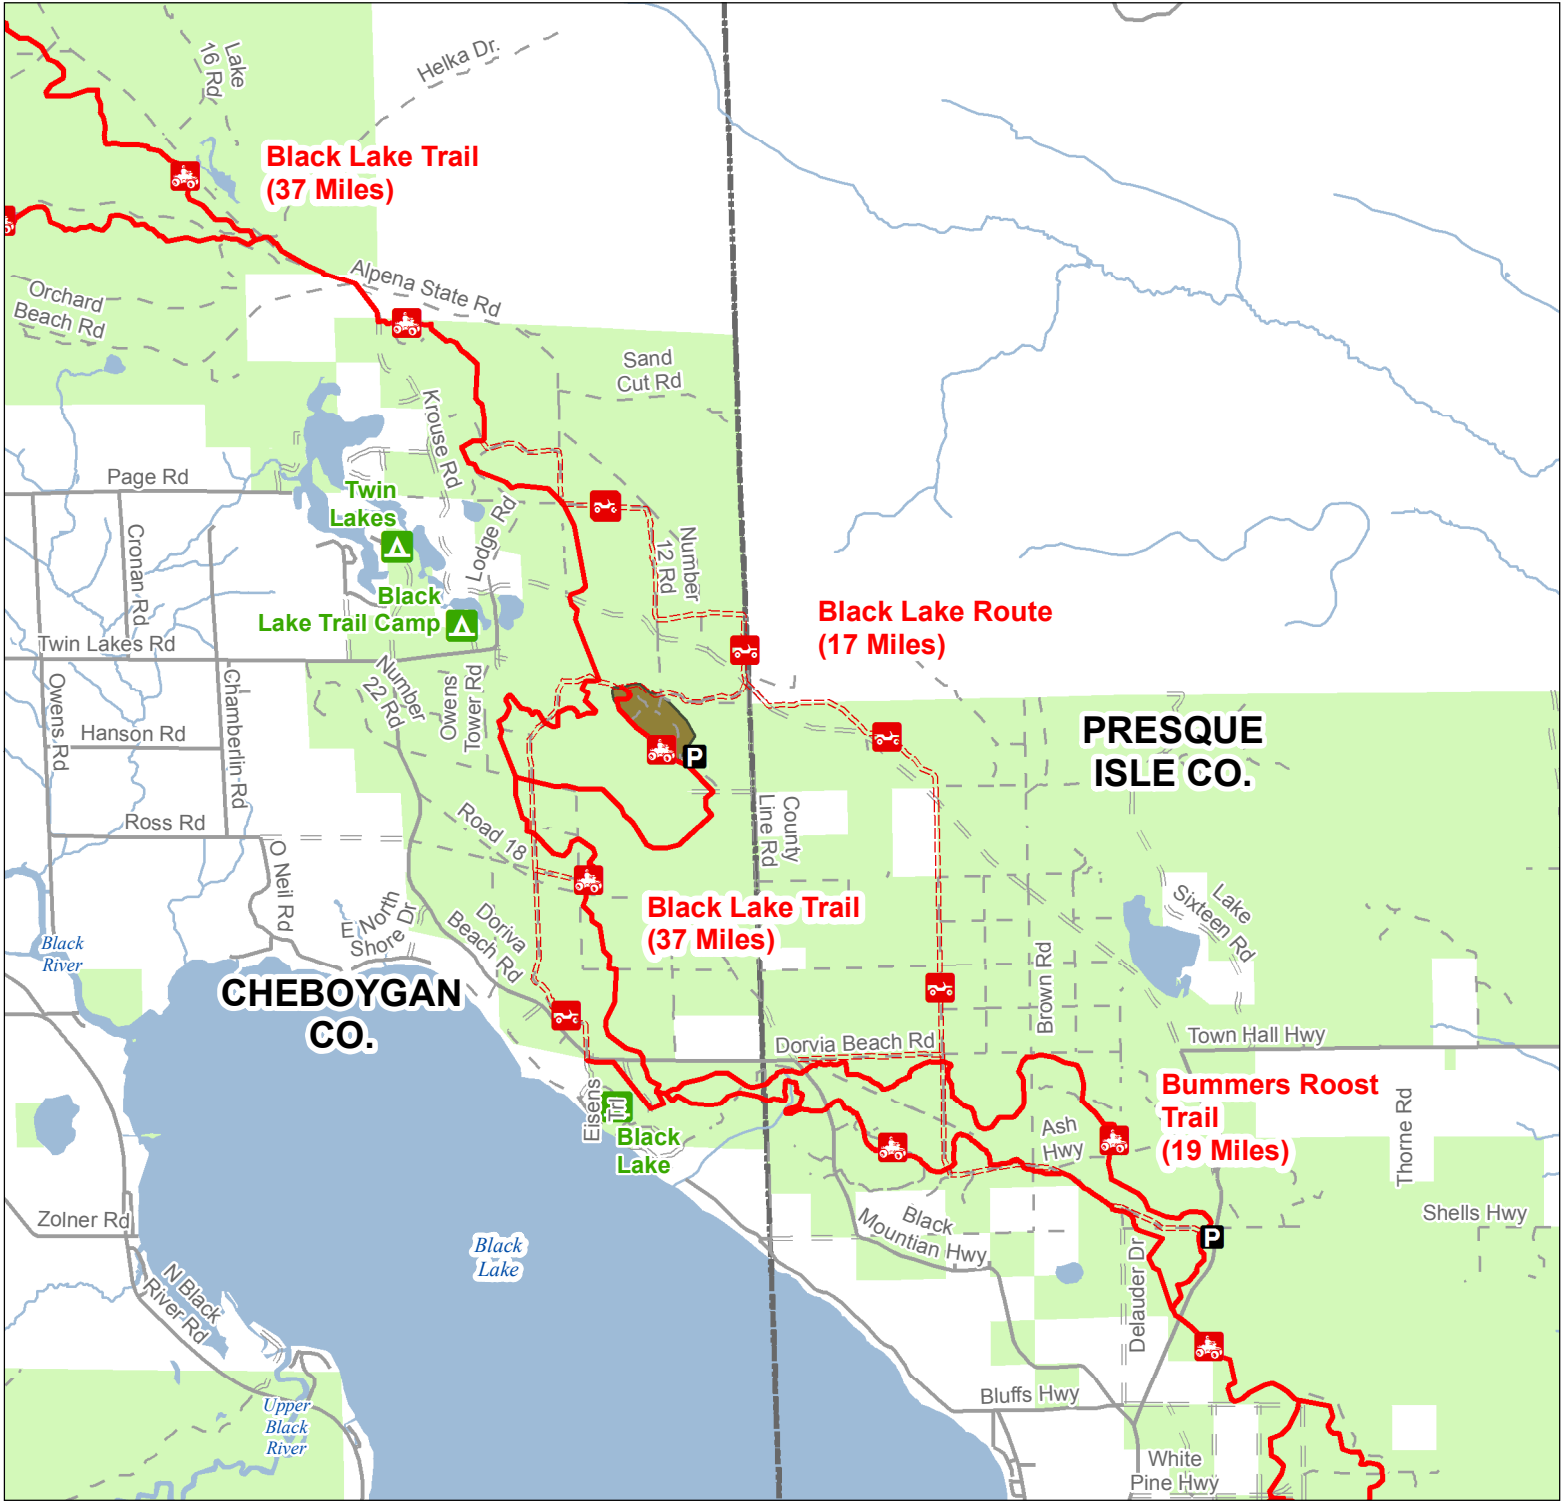 Lake
16 Rd
Helka Dr.
Black Lake Trail
(37 Miles)
Alpena State Rd
Orchard
Beach Rd
Sand
Cut Rd
Krouse Rd
Page Rd
Twin
Lakes
Lodge Rd
Number
12 Rd
Cronan Rd
Black
Lake Trail Camp
Black Lake Route
(17 Miles)
Twin Lakes Rd
Number
22 Rd
Owens
Tower Rd
Owens Rd
Chamberlin Rd
Hanson Rd
PRESQUE
ISLE CO.
P
County
Line Rd
Ross Rd
Road 18
O Neil Rd
E North
Shore Dr
Doriva
Beach Rd
Black Lake Trail
(37 Miles)
Lake
Sixteen Rd
Black
River
Brown Rd
CHEBOYGAN
CO.
Dorvia Beach Rd
Town Hall Hwy
Bummers Roost
Trail
(19 Miles)
Eisens
Trl
Black
Lake
Ash
Hwy
Thorne Rd
Zolner Rd
Black
Mountian Hwy
Shells Hwy
P
Black
Lake
N Black
River Rd
Delauder Dr
Bluffs Hwy
Upper
Black
River
White
Pine Hwy